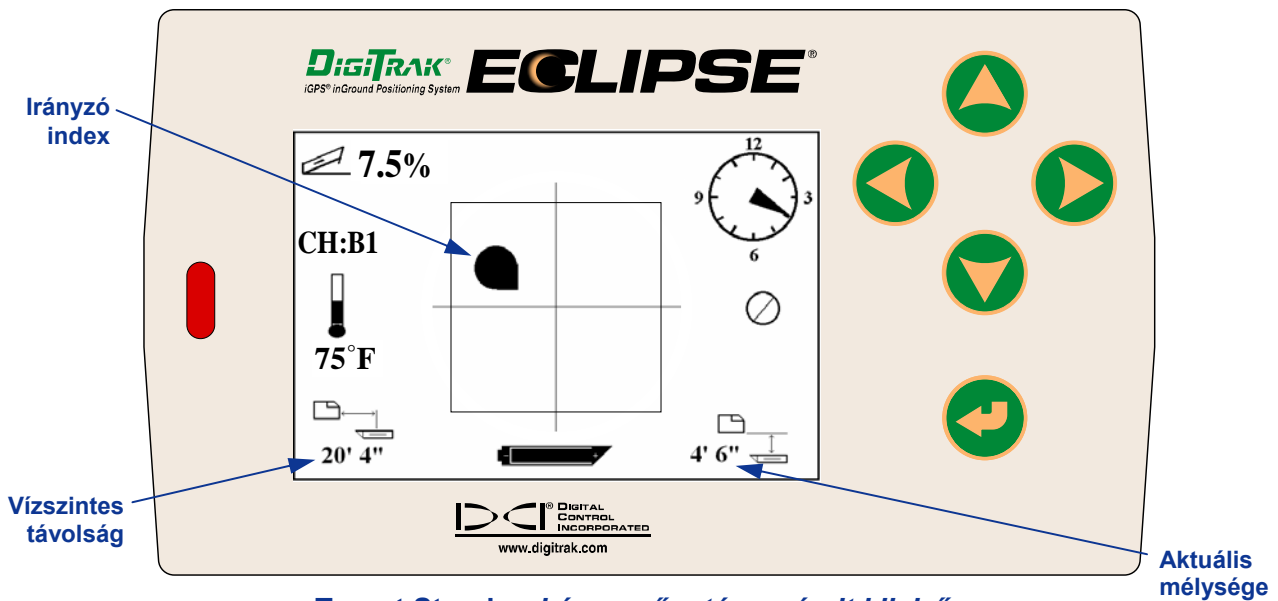 DIGITRAK®
iGPS® inGround Positioning System
ECLIPSE®
Irányzó
index
7.5%
12
3
6
9
CH:B1
75°F
20' 4"
4' 6"
Vízszintes
távolság
Aktuális
mélysége
DCI® DIGITAL
CONTROL
INCORPORATED
www.digitrak.com